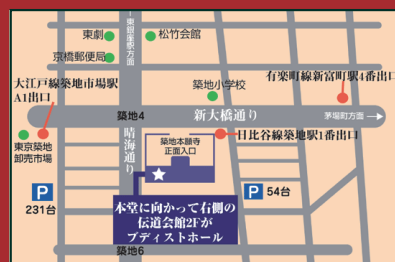 東銀座駅方面
東劇
松竹会館
京橋郵便局
大江戸線築地市場駅
A1出口
築地小学校
有楽町線新富町駅4番出口
築地4
新大橋通り
茅場町方面
晴海通り
東京築地
卸売市場
築地本願寺
正面入口
日比谷線築地駅1番出口
P
231台
P
54台
本堂に向かって右側の
伝道会館2Fが
ブディストホール
築地6